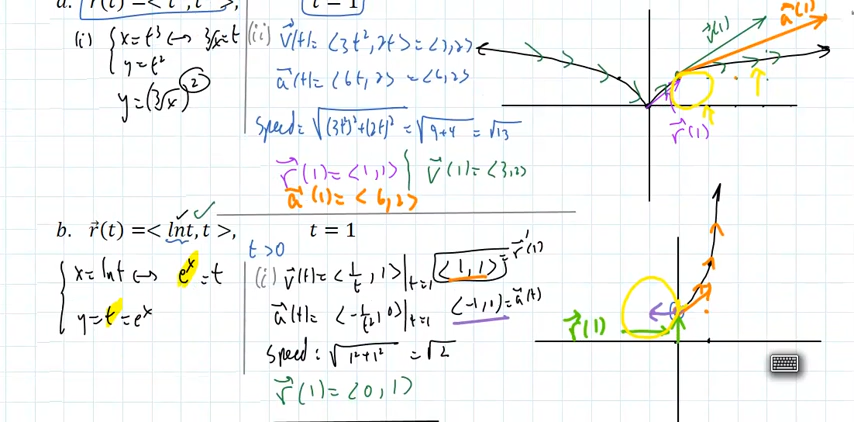 a. r⃗(t) = <t³, t²>, t = 1
(i) { x = t³ ↔ ∛x = t
y = t²
y = (∛x)²
(ii) v⃗(t) = <3t², 2t> = <3, 2>
a⃗(t) = <6t, 2> = <6, 2>
speed = √((3t²)² + (2t)²) = √(9+4) = √13
r⃗(1) = <1, 1> { v⃗(1) = <3, 2>
a⃗(1) = <6, 2>
v⃗(1)
a⃗(1)
r⃗(1)
b. r⃗(t) =< lnt, t >, t = 1
t>0
{ x = lnt ↔ eˣ = t
y = t = eˣ
(i) v⃗(t) = <1/t, 1> |t=1 <1, 1> = r⃗'(1)
a⃗(t) = <-1/t², 0> |t=1 <-1, 0> = a⃗(t)
speed: √(1²+1²) = √2
r⃗(1) = <0, 1>
r⃗(1)